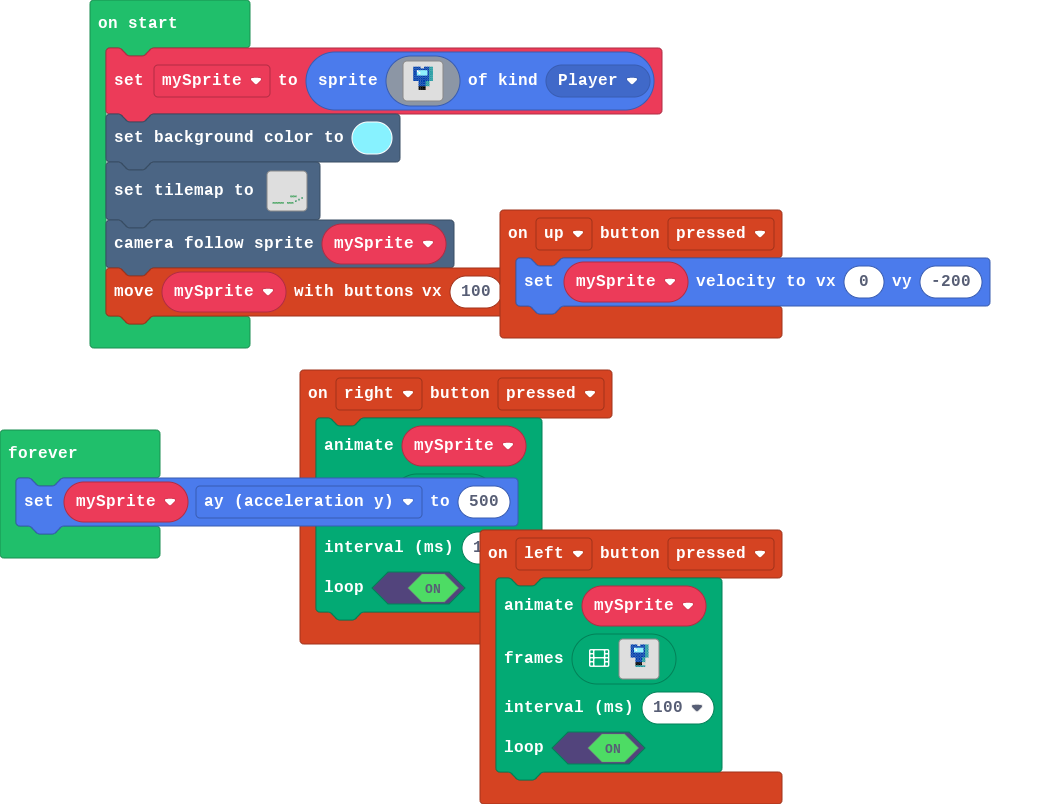 on start
set mySprite to sprite of kind Player
set background color to
set tilemap to
camera follow sprite mySprite
move mySprite with buttons vx 100
on up button pressed
set mySprite velocity to vx 0 vy -200
on right button pressed
animate mySprite
forever
set mySprite ay (acceleration y) to 500
interval (ms)
loop ON
on left button pressed
animate mySprite
frames
interval (ms) 100
loop ON